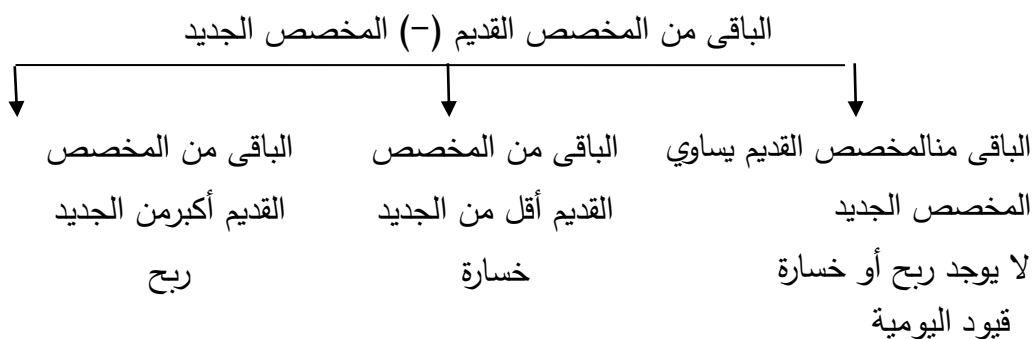 الباقى من المخصص القديم (-) المخصص الجديد
الباقى منالمخصص القديم يساوي
المخصص الجديد
لا يوجد ربح أو خسارة
قيود اليومية
الباقى من المخصص
القديم أقل من الجديد
خسارة
الباقى من المخصص
القديم أكبرمن الجديد
ربح